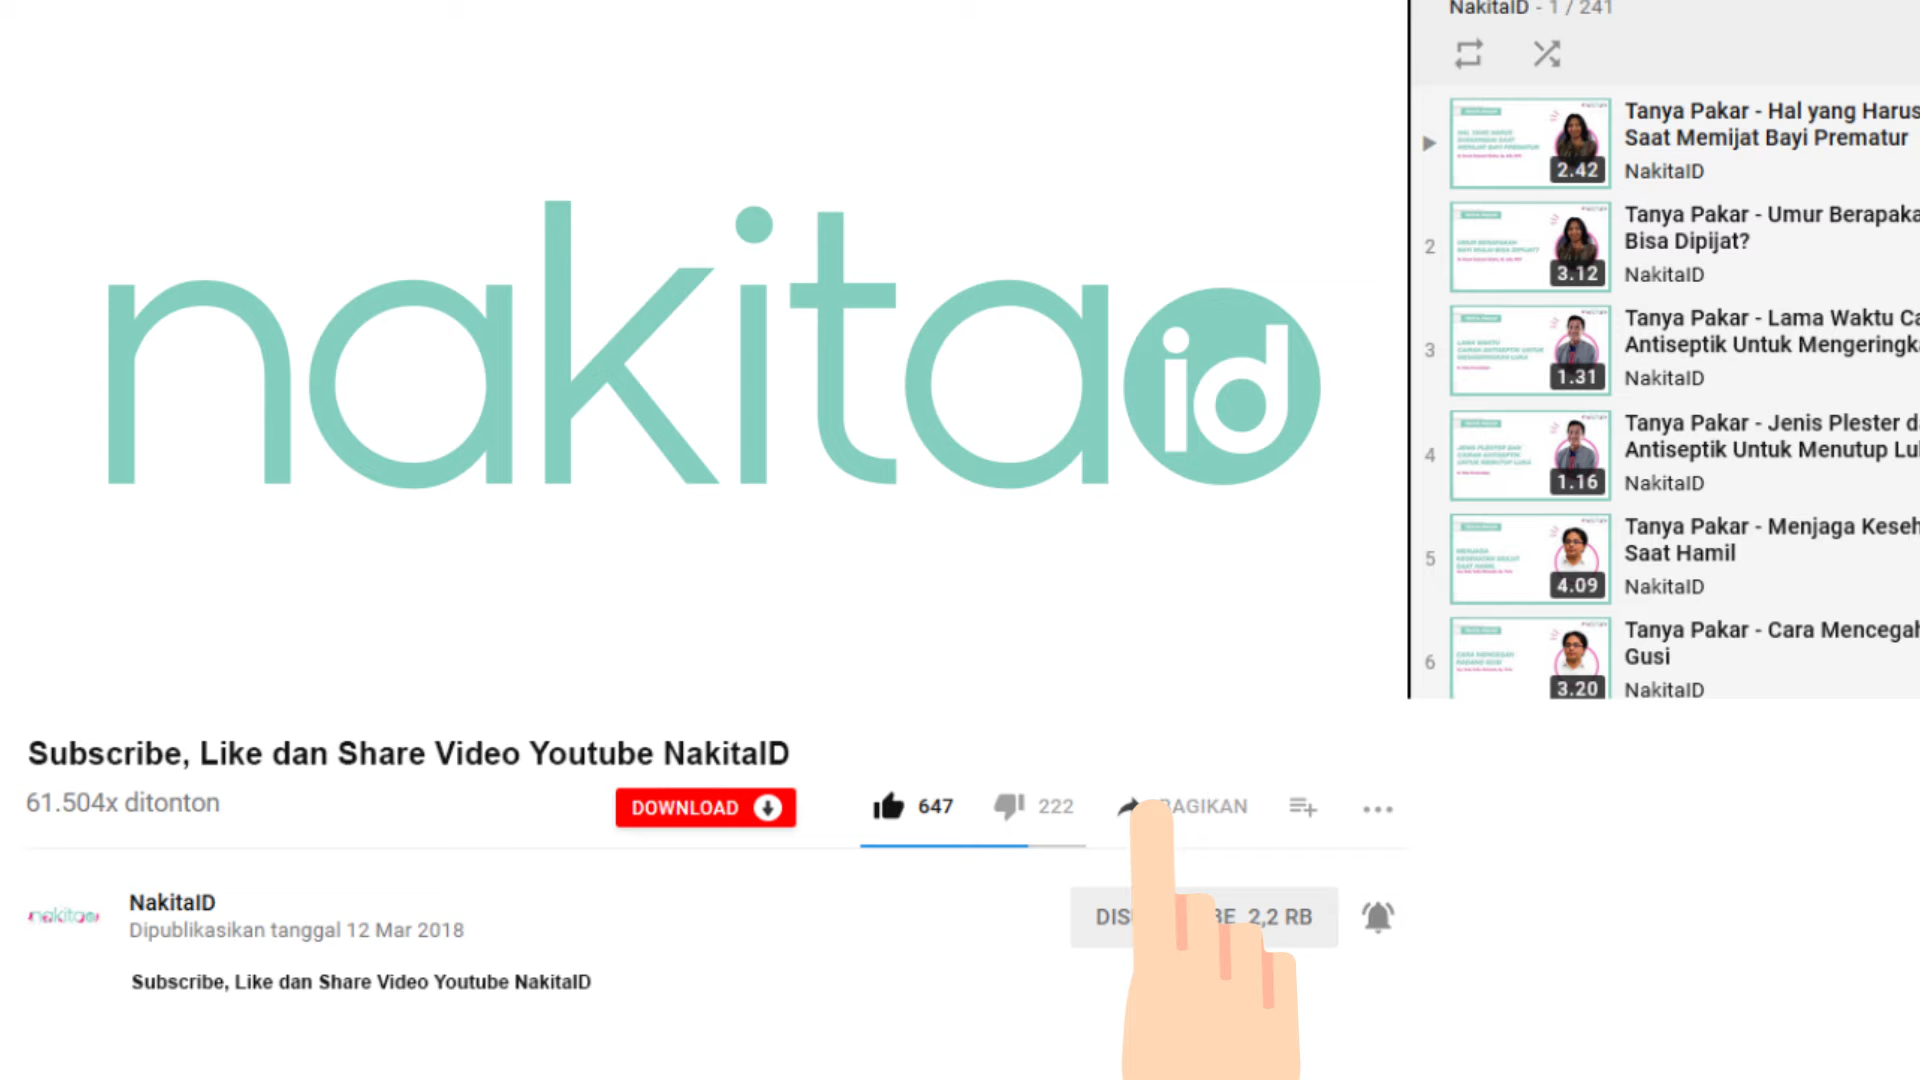 nakita id
NakitaID - 1 / 241
Tanya Pakar - Hal yang Harus
Saat Memijat Bayi Prematur
NakitaID
2.42
2
Tanya Pakar - Umur Berapaka
Bisa Dipijat?
NakitaID
3.12
3
Tanya Pakar - Lama Waktu Ca
Antiseptik Untuk Mengeringka
NakitaID
1.31
4
Tanya Pakar - Jenis Plester da
Antiseptik Untuk Menutup Lu
NakitaID
1.16
5
Tanya Pakar - Menjaga Keseh
Saat Hamil
NakitaID
4.09
6
Tanya Pakar - Cara Mencegah
Gusi
NakitaID
3.20
Subscribe, Like dan Share Video Youtube NakitaID
61.504x ditonton
DOWNLOAD
647
222
BAGIKAN
NakitaID
Dipublikasikan tanggal 12 Mar 2018
DIS BE 2,2 RB
Subscribe, Like dan Share Video Youtube NakitaID